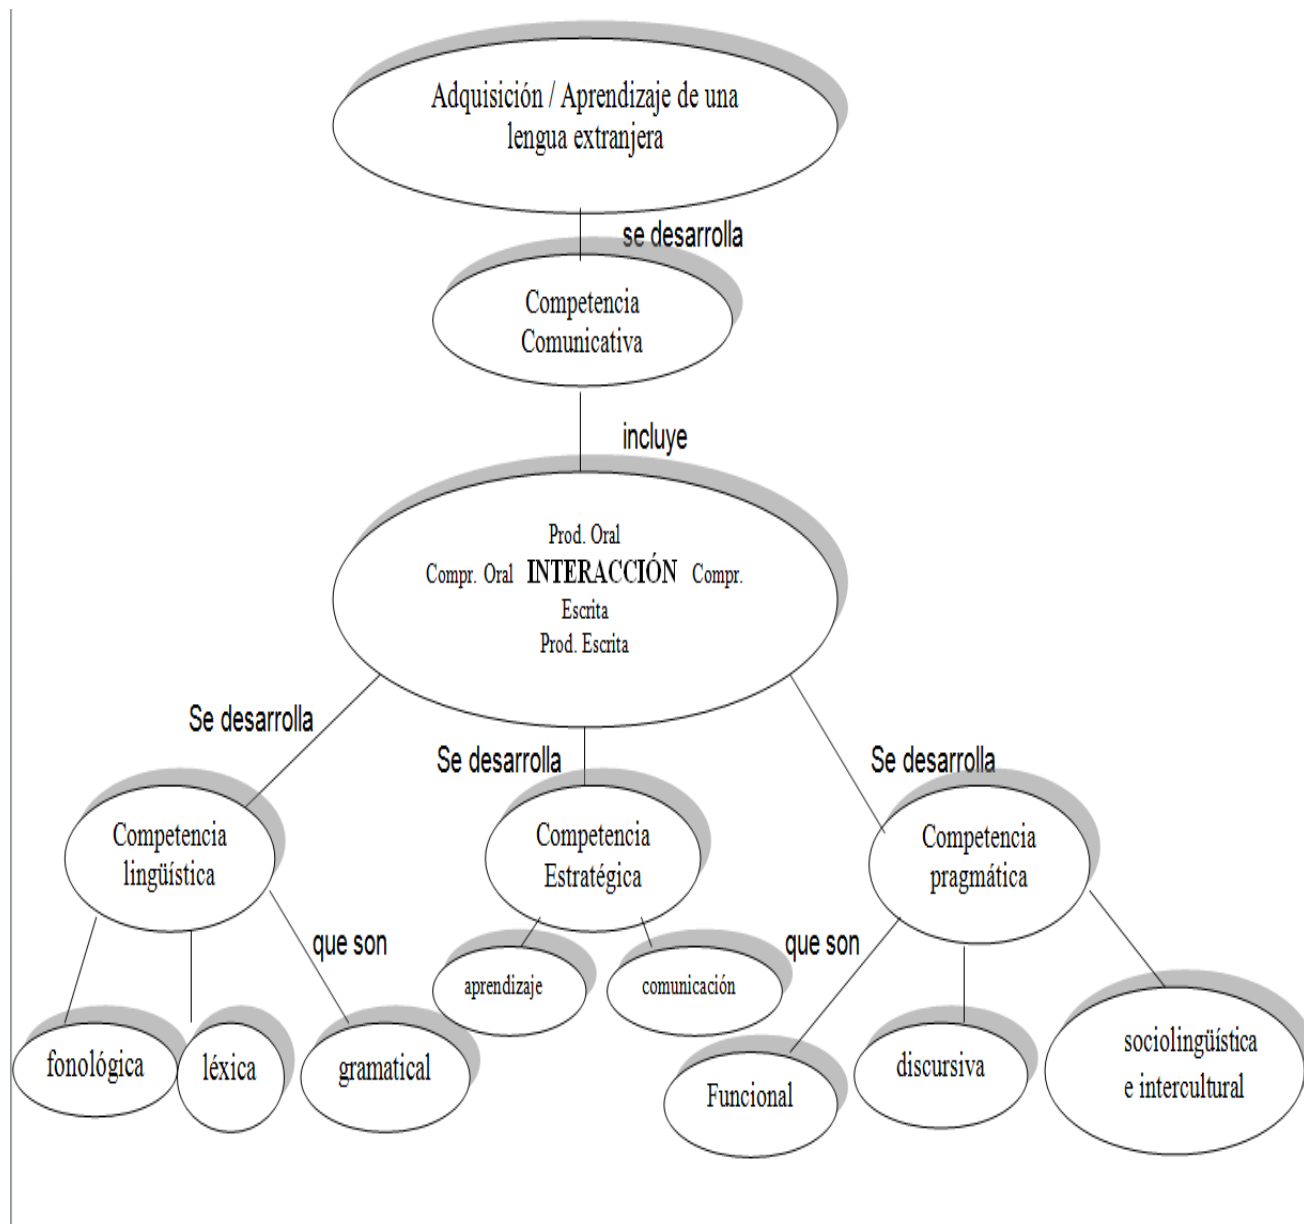 Adquisición / Aprendizaje de una
lengua extranjera
se desarrolla
Competencia
Comunicativa
incluye
Prod. Oral
Compr. Oral INTERACCIÓN Compr.
Escrita
Prod. Escrita
Se desarrolla
Se desarrolla
Se desarrolla
Competencia
lingüística
Competencia
Estratégica
Competencia
pragmática
que son
que son
aprendizaje
comunicación
fonológica
léxica
gramatical
Funcional
discursiva
sociolingüística
e intercultural